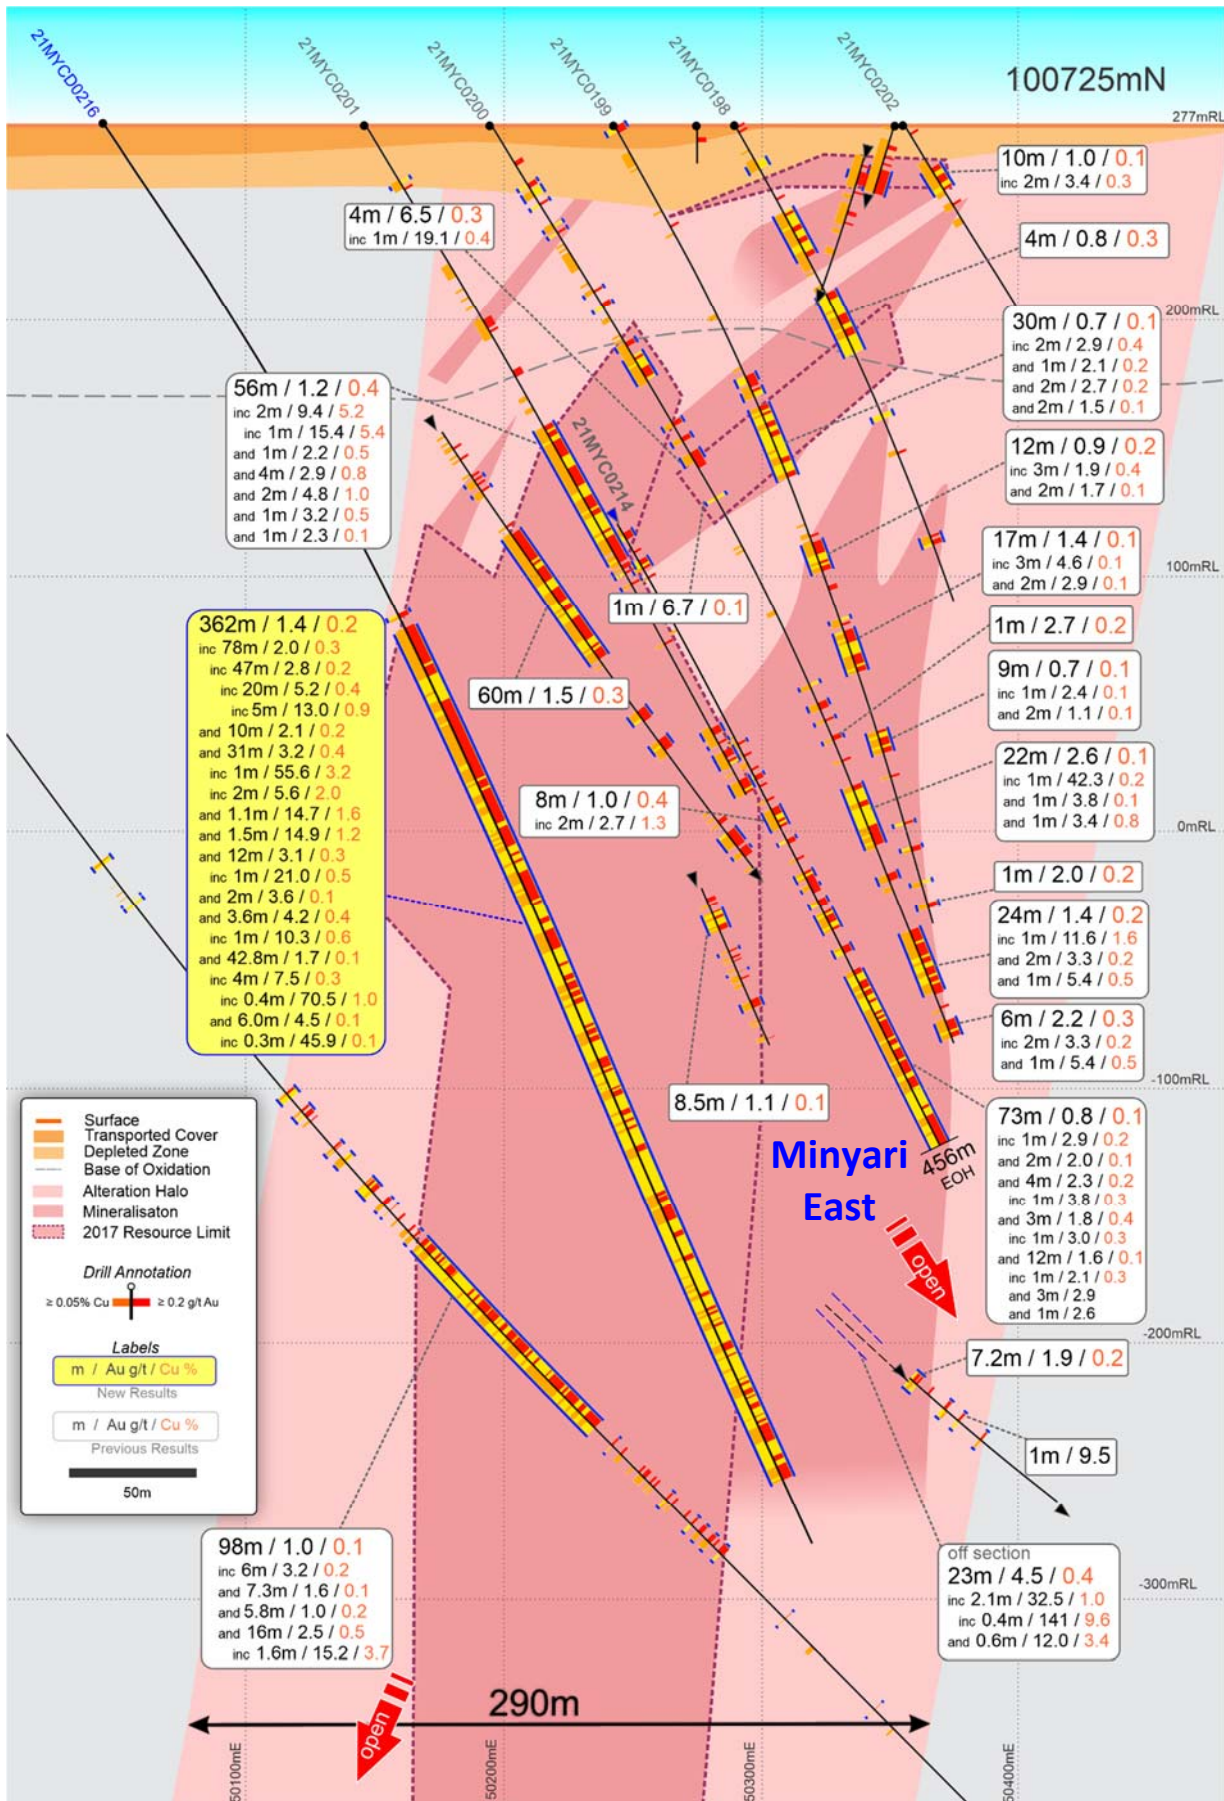 21MYCD0216
21MYC0201
21MYC0200
21MYC0199
21MYC0198
21MYC0202
100725mN
277mRL
10m / 1.0 / 0.1
inc 2m / 3.4 / 0.3
4m / 6.5 / 0.3
inc 1m / 19.1 / 0.4
4m / 0.8 / 0.3
200mRL
30m / 0.7 / 0.1
inc 2m / 2.9 / 0.4
and 1m / 2.1 / 0.2
and 2m / 2.7 / 0.2
and 2m / 1.5 / 0.1
56m / 1.2 / 0.4
inc 2m / 9.4 / 5.2
inc 1m / 15.4 / 5.4
and 1m / 2.2 / 0.5
and 4m / 2.9 / 0.8
and 2m / 4.8 / 1.0
and 1m / 3.2 / 0.5
and 1m / 2.3 / 0.1
21MYC0214
12m / 0.9 / 0.2
inc 3m / 1.9 / 0.4
and 2m / 1.7 / 0.1
17m / 1.4 / 0.1
inc 3m / 4.6 / 0.1
and 2m / 2.9 / 0.1
100mRL
1m / 6.7 / 0.1
1m / 2.7 / 0.2
362m / 1.4 / 0.2
inc 78m / 2.0 / 0.3
inc 47m / 2.8 / 0.2
inc 20m / 5.2 / 0.4
inc 5m / 13.0 / 0.9
and 10m / 2.1 / 0.2
and 31m / 3.2 / 0.4
inc 1m / 55.6 / 3.2
inc 2m / 5.6 / 2.0
and 1.1m / 14.7 / 1.6
and 1.5m / 14.9 / 1.2
and 12m / 3.1 / 0.3
inc 1m / 21.0 / 0.5
and 2m / 3.6 / 0.1
and 3.6m / 4.2 / 0.4
inc 1m / 10.3 / 0.6
and 42.8m / 1.7 / 0.1
inc 4m / 7.5 / 0.3
inc 0.4m / 70.5 / 1.0
and 6.0m / 4.5 / 0.1
inc 0.3m / 45.9 / 0.1
60m / 1.5 / 0.3
9m / 0.7 / 0.1
inc 1m / 2.4 / 0.1
and 2m / 1.1 / 0.1
22m / 2.6 / 0.1
inc 1m / 42.3 / 0.2
and 1m / 3.8 / 0.1
and 1m / 3.4 / 0.8
8m / 1.0 / 0.4
inc 2m / 2.7 / 1.3
0mRL
1m / 2.0 / 0.2
24m / 1.4 / 0.2
inc 1m / 11.6 / 1.6
and 2m / 3.3 / 0.2
and 1m / 5.4 / 0.5
6m / 2.2 / 0.3
inc 2m / 3.3 / 0.2
and 1m / 5.4 / 0.5
-100mRL
8.5m / 1.1 / 0.1
73m / 0.8 / 0.1
inc 1m / 2.9 / 0.2
and 2m / 2.0 / 0.1
and 4m / 2.3 / 0.2
inc 1m / 3.8 / 0.3
and 3m / 1.8 / 0.4
inc 1m / 3.0 / 0.3
and 12m / 1.6 / 0.1
inc 1m / 2.1 / 0.3
and 3m / 2.9
and 1m / 2.6
Minyari
East
456m
EOH
open
Surface
Transported Cover
Depleted Zone
Base of Oxidation
Alteration Halo
Mineralisaton
2017 Resource Limit
Drill Annotation
≥ 0.05% Cu
≥ 0.2 g/t Au
Labels
m / Au g/t / Cu %
New Results
m / Au g/t / Cu %
Previous Results
50m
-200mRL
7.2m / 1.9 / 0.2
1m / 9.5
98m / 1.0 / 0.1
inc 6m / 3.2 / 0.2
and 7.3m / 1.6 / 0.1
and 5.8m / 1.0 / 0.2
and 16m / 2.5 / 0.5
inc 1.6m / 15.2 / 3.7
off section
23m / 4.5 / 0.4
inc 2.1m / 32.5 / 1.0
inc 0.4m / 141 / 9.6
and 0.6m / 12.0 / 3.4
-300mRL
open
290m
50100mE
50200mE
50300mE
50400mE